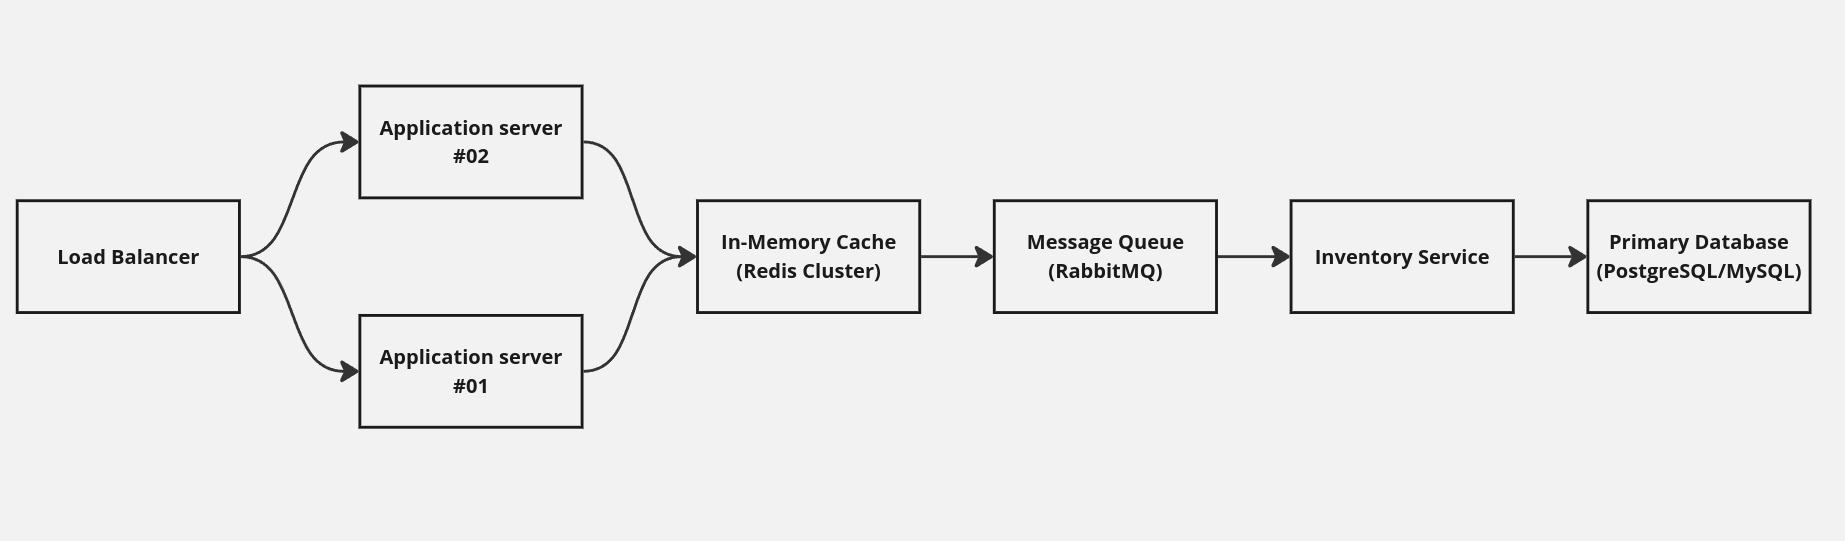 Load Balancer
Application server
#02
Application server
#01
In-Memory Cache
(Redis Cluster)
Message Queue
(RabbitMQ)
Inventory Service
Primary Database
(PostgreSQL/MySQL)